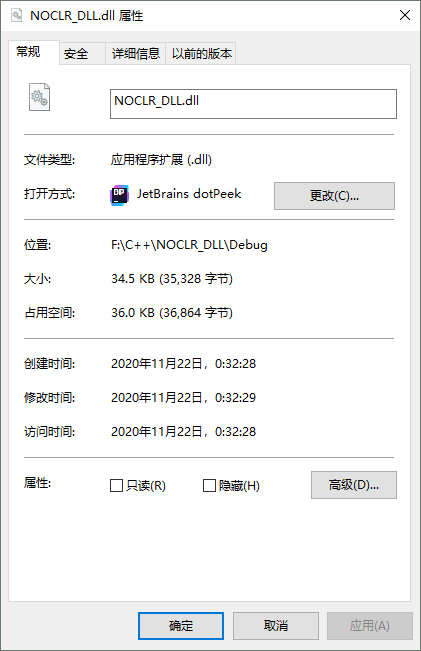 NOCLR_DLL.dll 属性
常规 安全 详细信息 以前的版本
NOCLR_DLL.dll
文件类型: 应用程序扩展 (.dll)
打开方式: DP JetBrains dotPeek 更改(C)...
位置: F:\C++\NOCLR_DLL\Debug
大小: 34.5 KB (35,328 字节)
占用空间: 36.0 KB (36,864 字节)
创建时间: 2020年11月22日，0:32:28
修改时间: 2020年11月22日，0:32:29
访问时间: 2020年11月22日，0:32:28
属性: 只读(R) 隐藏(H) 高级(D)...
确定 取消 应用(A)